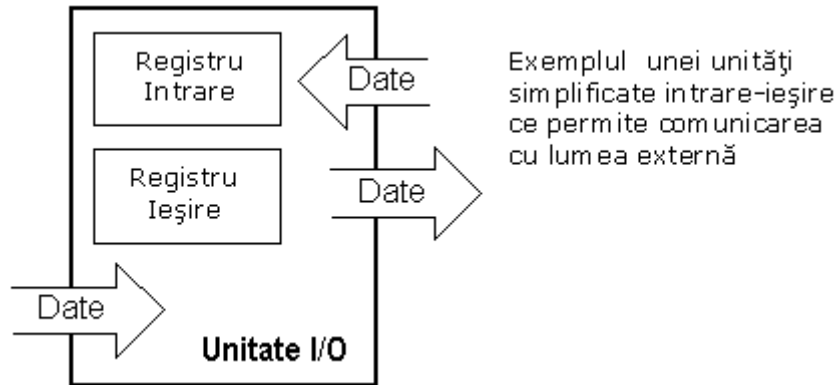 Registru
Intrare
Date
Exemplul unei unităţi
simplificate intrare-ieşire
ce permite comunicarea
cu lumea externă
Registru
Ieşire
Date
Date
Unitate I/O